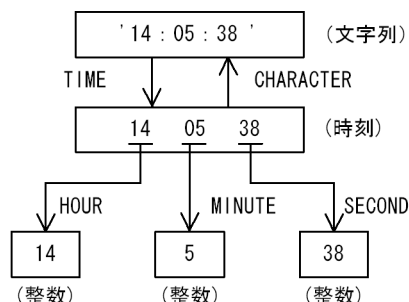 '14：05：38 ' （文字列）
TIME CHARACTER
14 05 38 （時刻）
HOUR MINUTE SECOND
14 5 38
（整数） （整数） （整数）